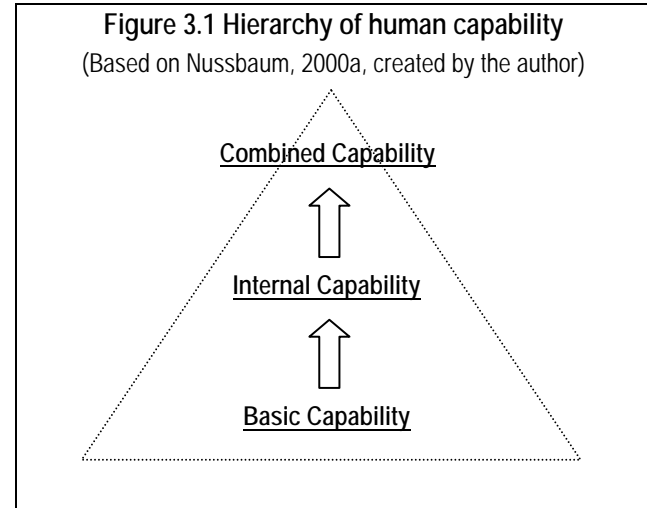 Figure 3.1 Hierarchy of human capability
(Based on Nussbaum, 2000a, created by the author)
Combined Capability
Internal Capability
Basic Capability